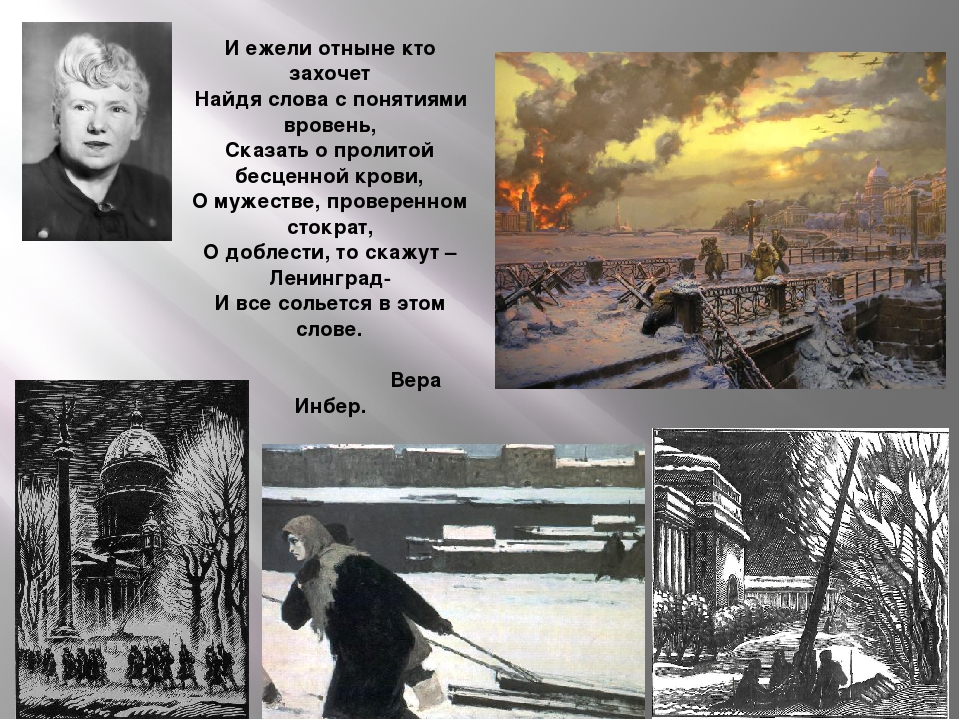 И ежели отныне кто
захочет
Найдя слова с понятиями
вровень,
Сказать о пролитой
бесценной крови,
О мужестве, проверенном
стократ,
О доблести, то скажут –
Ленинград-
И все сольется в этом
слове.
Вера
Инбер.